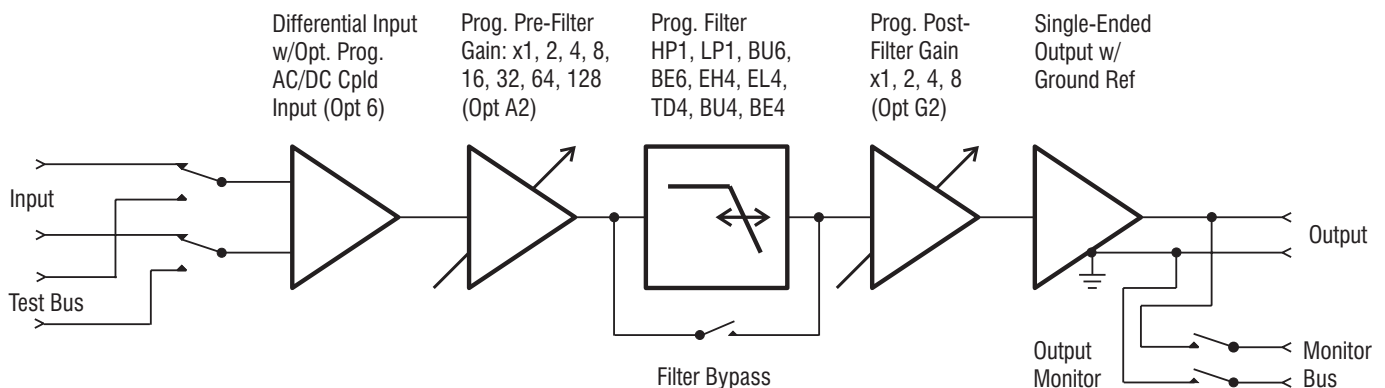 Differential Input
w/Opt. Prog.
AC/DC Cpld
Input (Opt 6)
Prog. Pre-Filter
Gain: x1, 2, 4, 8,
16, 32, 64, 128
(Opt A2)
Prog. Filter
HP1, LP1, BU6,
BE6, EH4, EL4,
TD4, BU4, BE4
Prog. Post-
Filter Gain
x1, 2, 4, 8
(Opt G2)
Single-Ended
Output w/
Ground Ref
Input
Test Bus
Filter Bypass
Output
Output
Monitor
Monitor
Bus